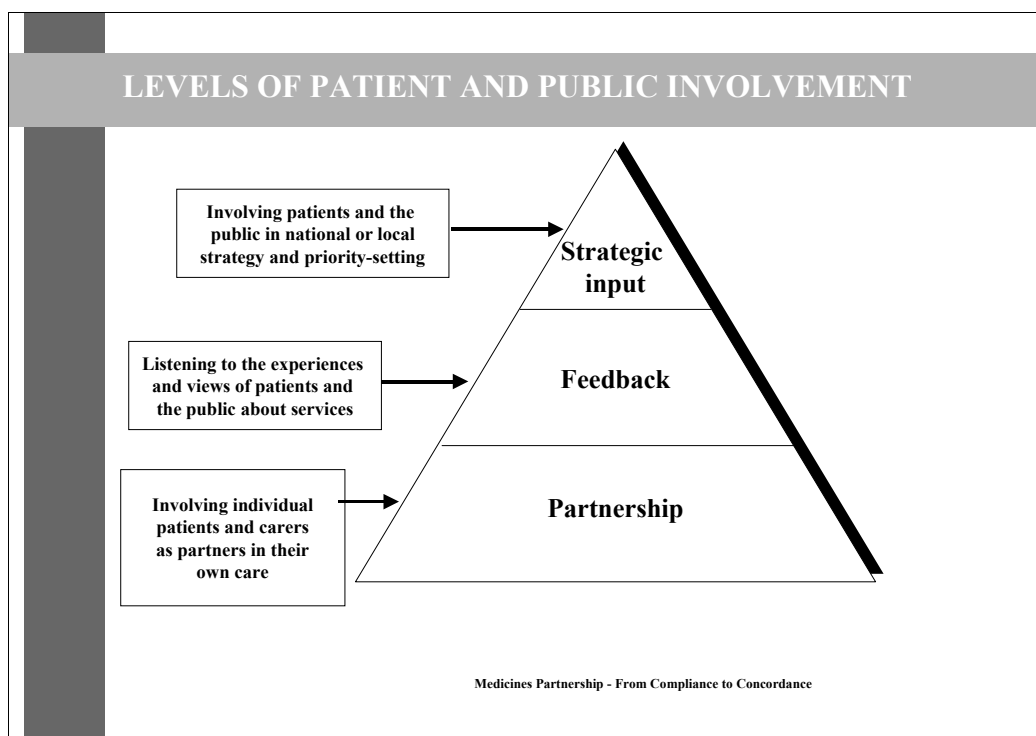 LEVELS OF PATIENT AND PUBLIC INVOLVEMENT
Involving patients and the
public in national or local
strategy and priority-setting
Strategic
input
Listening to the experiences
and views of patients and
the public about services
Feedback
Involving individual
patients and carers
as partners in their
own care
Partnership
Medicines Partnership - From Compliance to Concordance